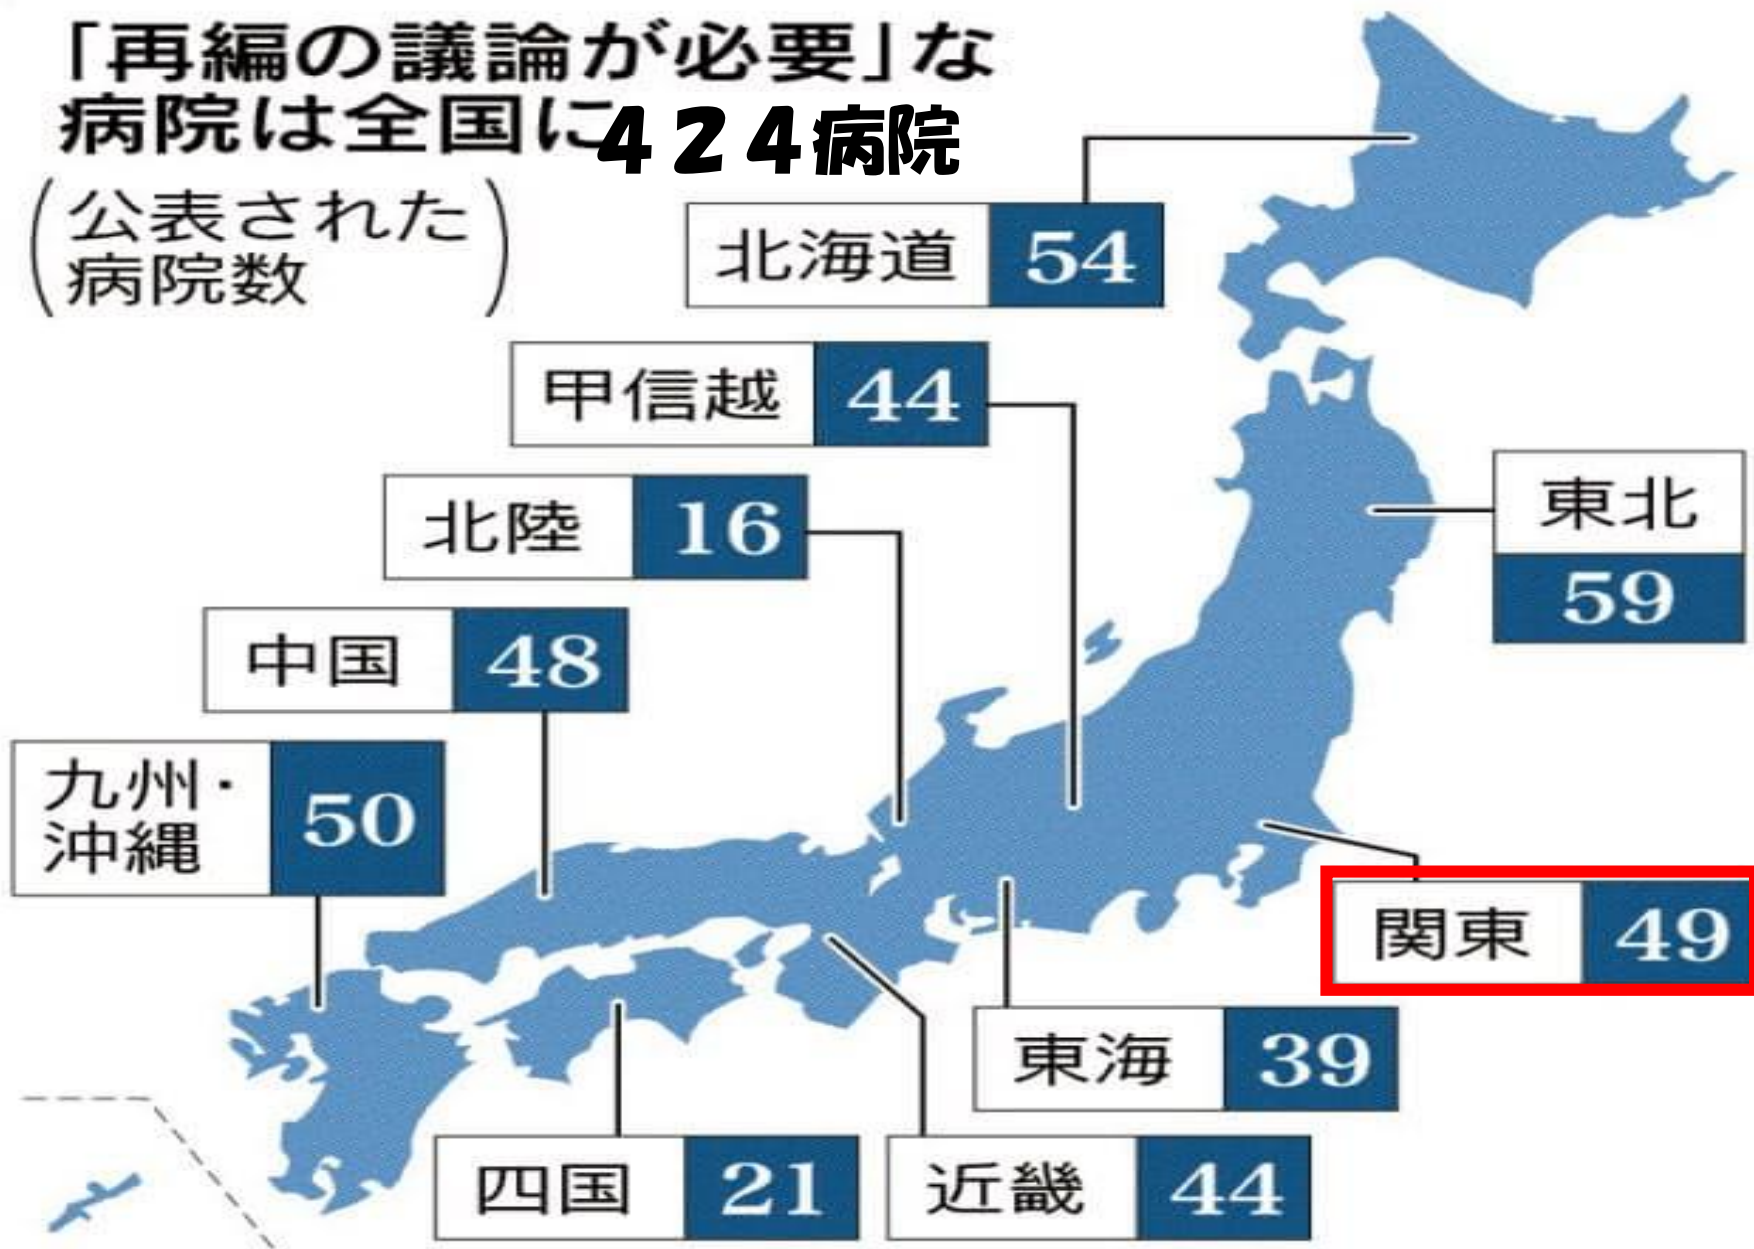 「再編の議論が必要」な
病院は全国に424病院
(公表された
病院数)
北海道 54
甲信越 44
北陸 16
東北
59
中国 48
九州・
沖縄 50
関東 49
東海 39
四国 21
近畿 44